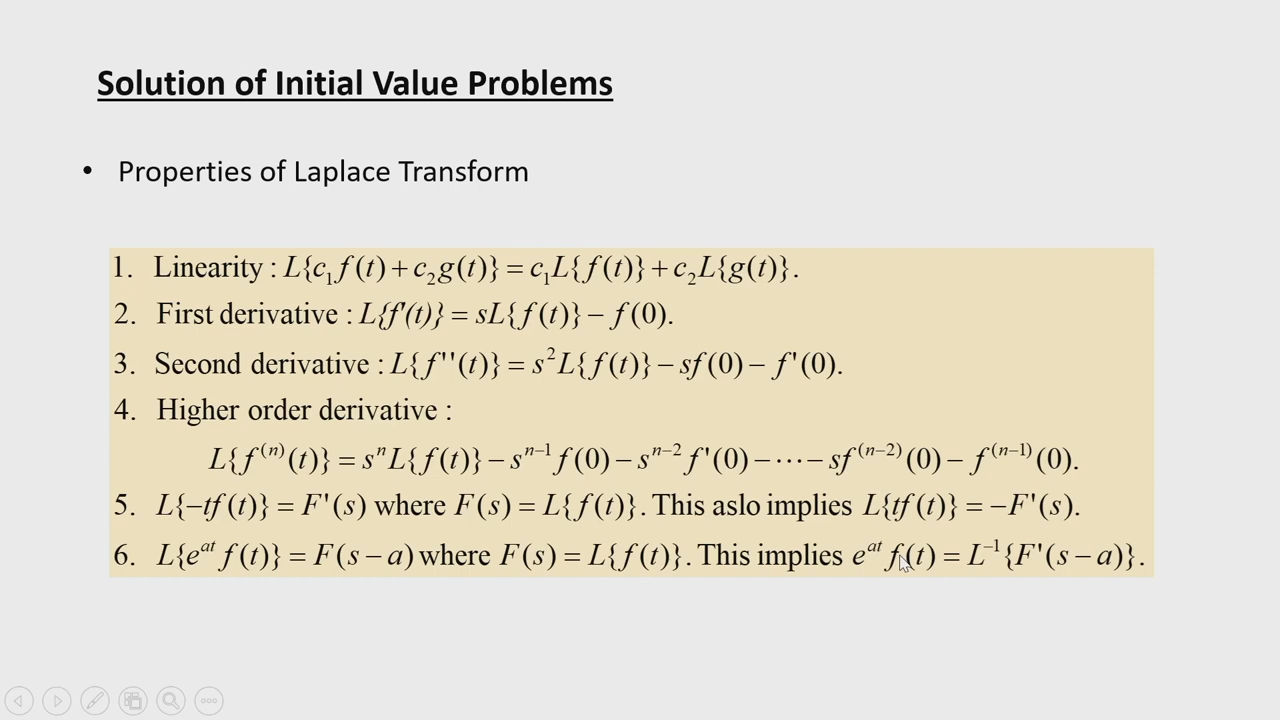 Solution of Initial Value Problems
• Properties of Laplace Transform
1. Linearity : L{c₁f(t) + c₂g(t)} = c₁L{f(t)} + c₂L{g(t)}.
2. First derivative : L{f'(t)} = sL{f(t)} − f(0).
3. Second derivative : L{f''(t)} = s²L{f(t)} − sf(0) − f'(0).
4. Higher order derivative :
L{f⁽ⁿ⁾(t)} = sⁿL{f(t)} − sⁿ⁻¹f(0) − sⁿ⁻²f'(0) − ⋯ − sf⁽ⁿ⁻²⁾(0) − f⁽ⁿ⁻¹⁾(0).
5. L{−tf(t)} = F'(s) where F(s) = L{f(t)}. This aslo implies L{tf(t)} = −F'(s).
6. L{eᵃᵗf(t)} = F(s − a) where F(s) = L{f(t)}. This implies eᵃᵗf(t) = L⁻¹{F'(s − a)}.